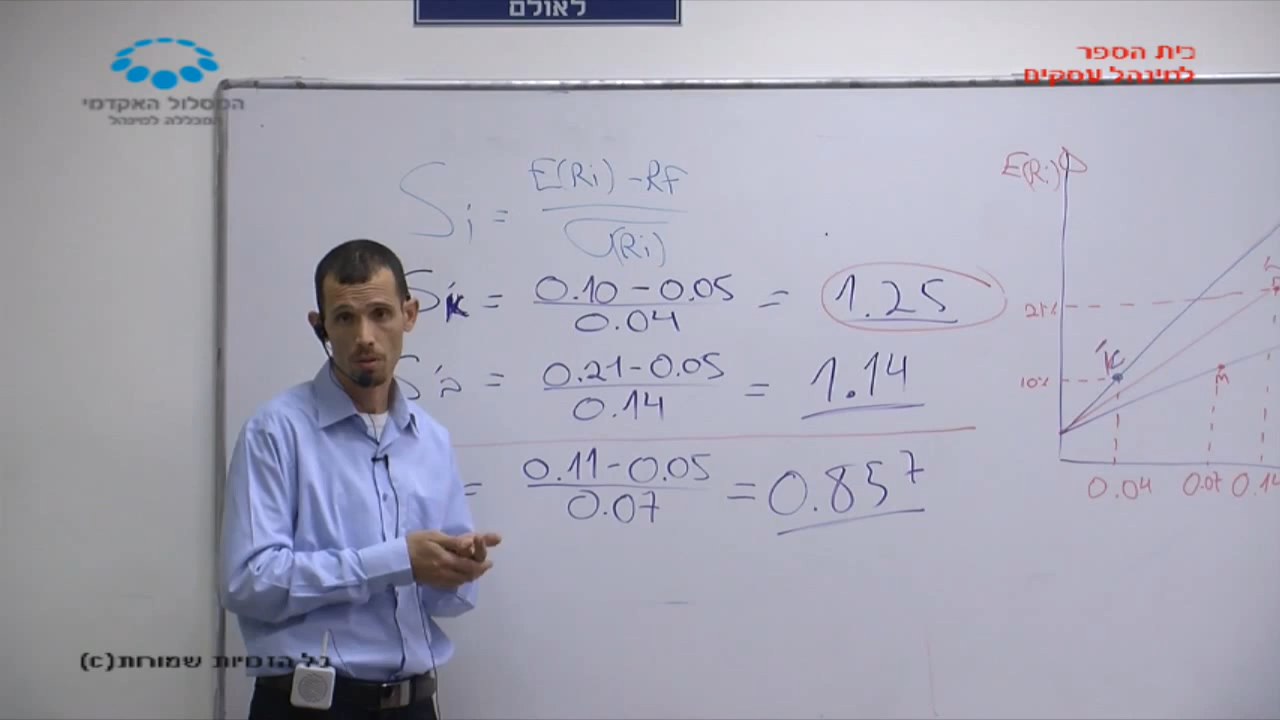 לאולם
בית הספר
למינהל עסקים
המסלול האקדמי
המכללה למינהל
Si = E(Ri) - RF / σ(Ri)
S'א = 0.10 - 0.05 / 0.04 = 1.25
S'ב = 0.21 - 0.05 / 0.14 = 1.14
= 0.11 - 0.05 / 0.07 = 0.857
E(Ri)
21%
10%
א'
M
0.04 0.07 0.14
כל הזכויות שמורות (c)